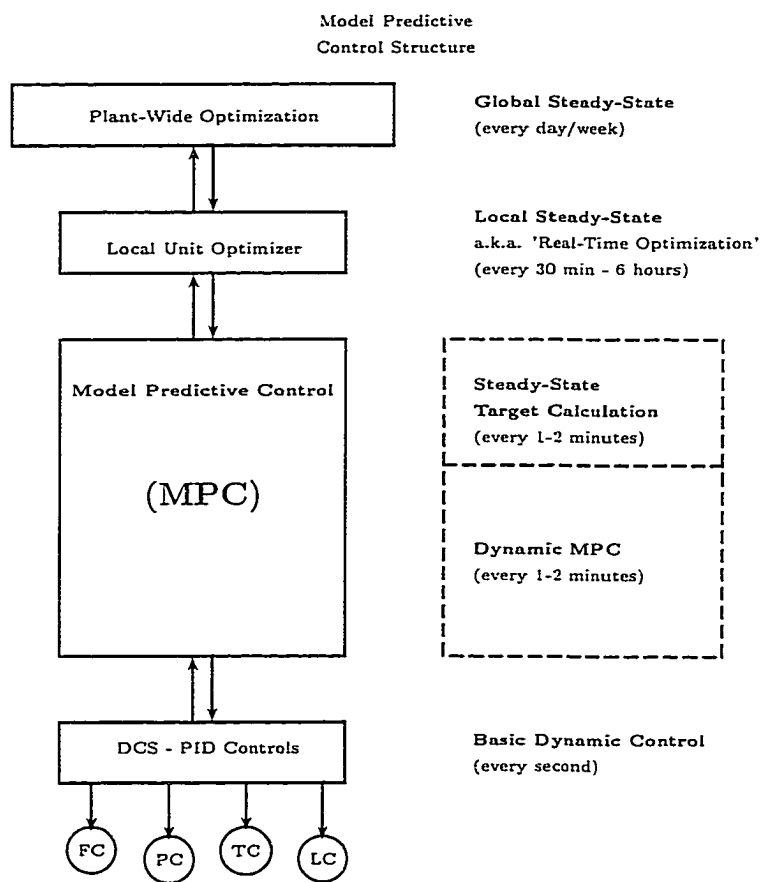 Model Predictive
Control Structure
Plant-Wide Optimization
Global Steady-State
(every day/week)
Local Unit Optimizer
Local Steady-State
a.k.a. 'Real-Time Optimization'
(every 30 min - 6 hours)
Model Predictive Control
(MPC)
Steady-State
Target Calculation
(every 1-2 minutes)
Dynamic MPC
(every 1-2 minutes)
DCS - PID Controls
Basic Dynamic Control
(every second)
FC
PC
TC
LC